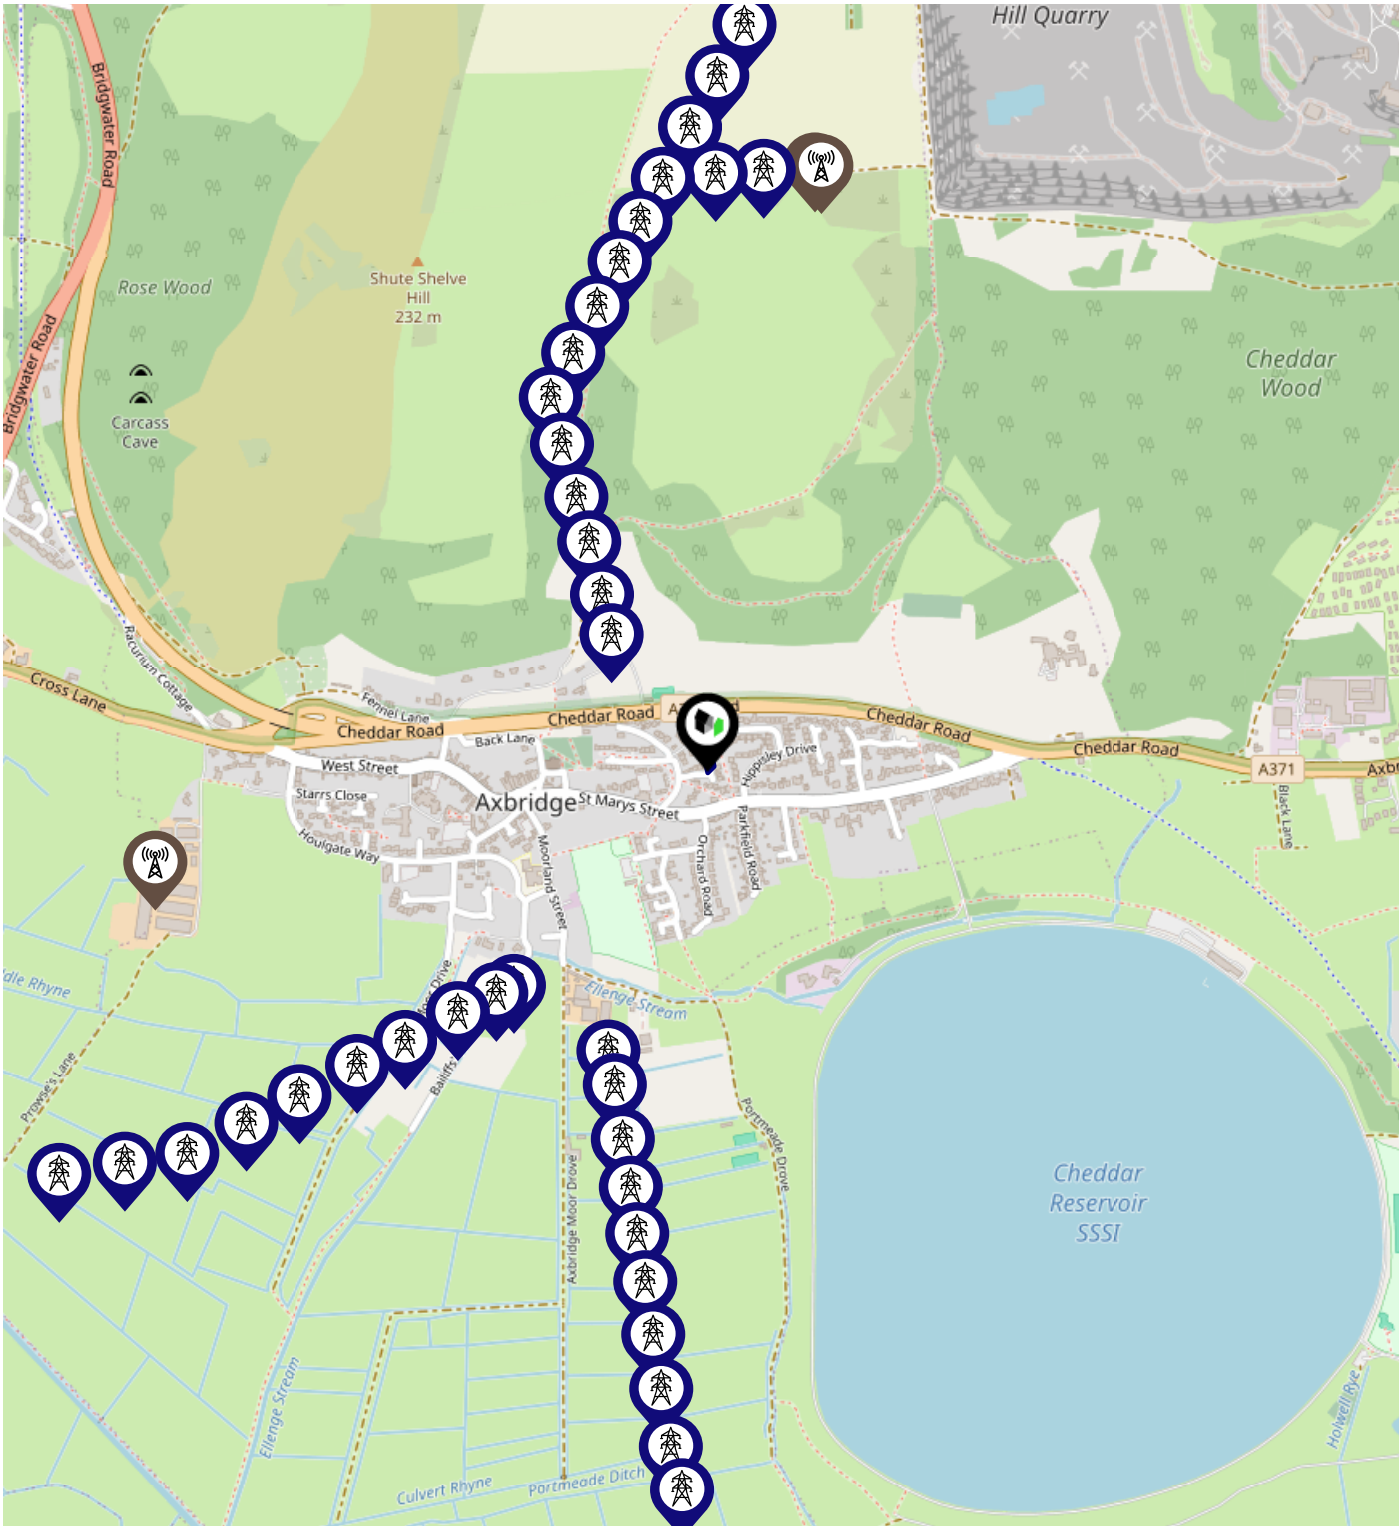 Hill Quarry
Bridgwater Road
Rose Wood
Shute Shelve
Hill
232 m
Bridgwater Road
Cheddar
Wood
Carcass
Cave
Racurium Cottage
Cross Lane
Fennel Lane
Cheddar Road
Cheddar Road
Cheddar Road
Cheddar Road
A371
Back Lane
West Street
Hippisley Drive
Starrs Close
Axbridge
St Marys Street
Houlgate Way
Moorland Street
Orchard Road
Parkfield Road
Black Lane
Ellenge Stream
Prowse's Lane
Portmeade Drove
Axbridge Moor Drove
Cheddar
Reservoir
SSSI
Ellenge Stream
Culvert Rhyne
Portmeade Ditch
Holwell Rye